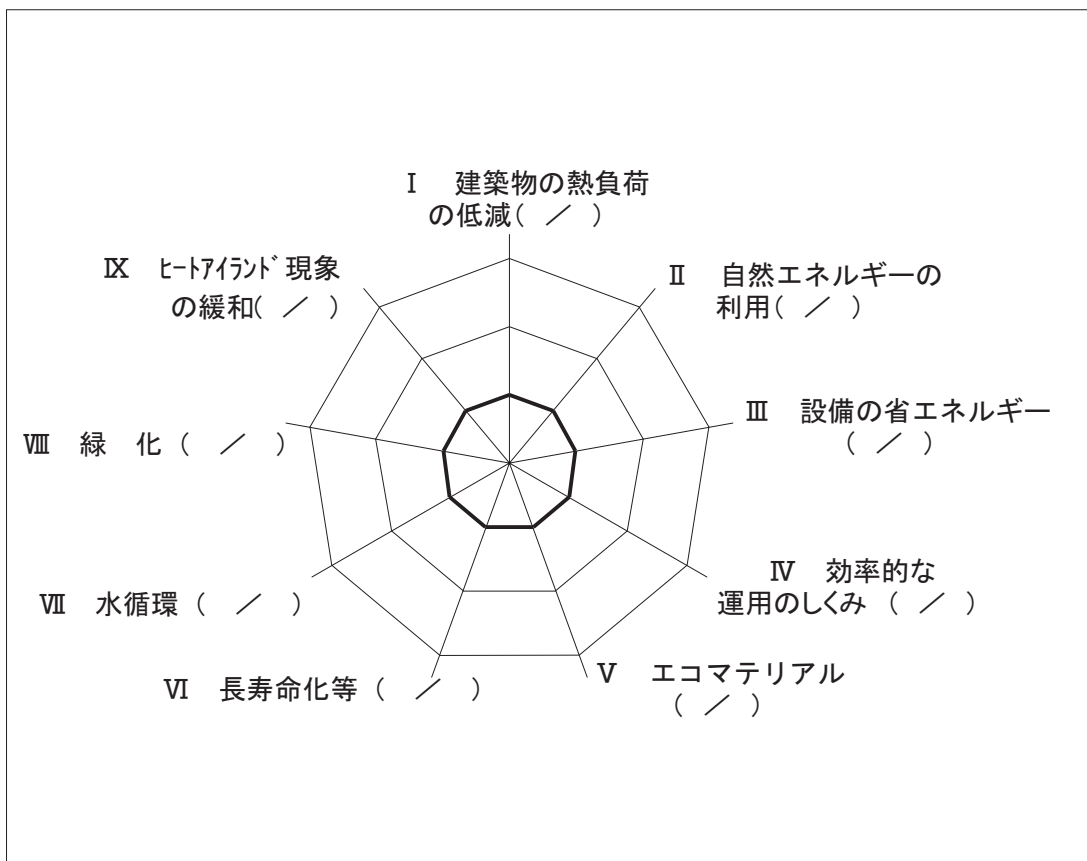 Ⅰ　建築物の熱負荷
の低減(　／　)
Ⅱ　自然エネルギーの
利用(　／　)
Ⅲ　設備の省エネルギー
(　／　)
Ⅳ　効率的な
運用のしくみ　(　／　)
Ⅴ　エコマテリアル
(　／　)
Ⅵ　長寿命化等　(　／　)
Ⅶ　水循環　(　／　)
Ⅷ　緑　化　(　／　)
Ⅸ　ﾋｰﾄｱｲﾗﾝﾄﾞ現象
の緩和(　／　)